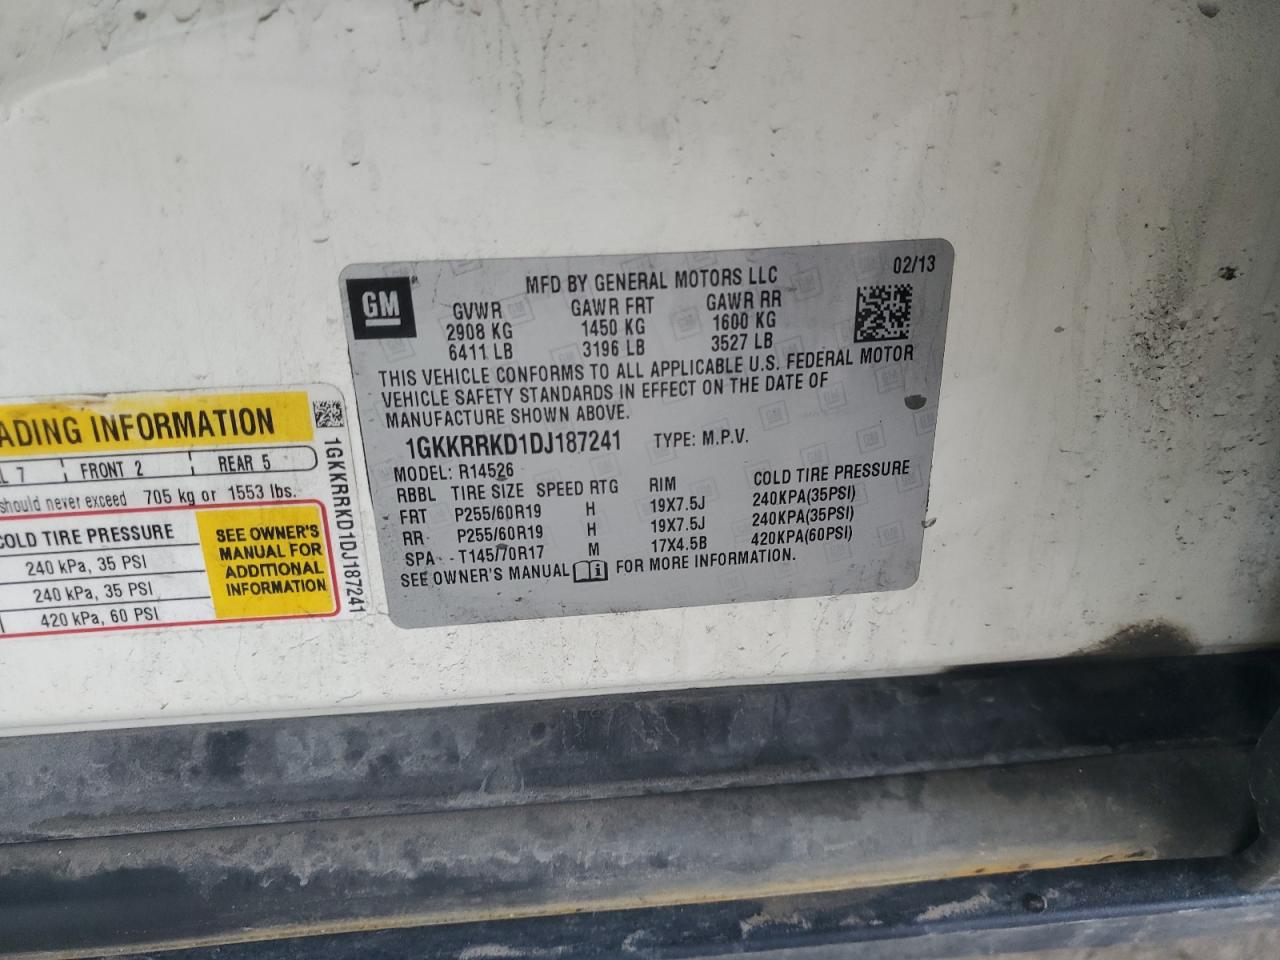 MFD BY GENERAL MOTORS LLC 02/13
GM
GVWR GAWR FRT GAWR RR
2908 KG 1450 KG 1600 KG
6411 LB 3196 LB 3527 LB
THIS VEHICLE CONFORMS TO ALL APPLICABLE U.S. FEDERAL MOTOR
VEHICLE SAFETY STANDARDS IN EFFECT ON THE DATE OF
MANUFACTURE SHOWN ABOVE.
1GKKRRKD1DJ187241 TYPE: M.P.V.
MODEL: R14526
RBBL TIRE SIZE SPEED RTG RIM COLD TIRE PRESSURE
FRT P255/60R19 H 19X7.5J 240KPA(35PSI)
RR P255/60R19 H 19X7.5J 240KPA(35PSI)
SPA T145/70R17 M 17X4.5B 420KPA(60PSI)
SEE OWNER'S MANUAL FOR MORE INFORMATION.
ADING INFORMATION
L 7 FRONT 2 REAR 5
should never exceed 705 kg or 1553 lbs.
COLD TIRE PRESSURE
240 kPa, 35 PSI
240 kPa, 35 PSI
420 kPa, 60 PSI
SEE OWNER'S
MANUAL FOR
ADDITIONAL
INFORMATION
1GKKRRKD1DJ187241